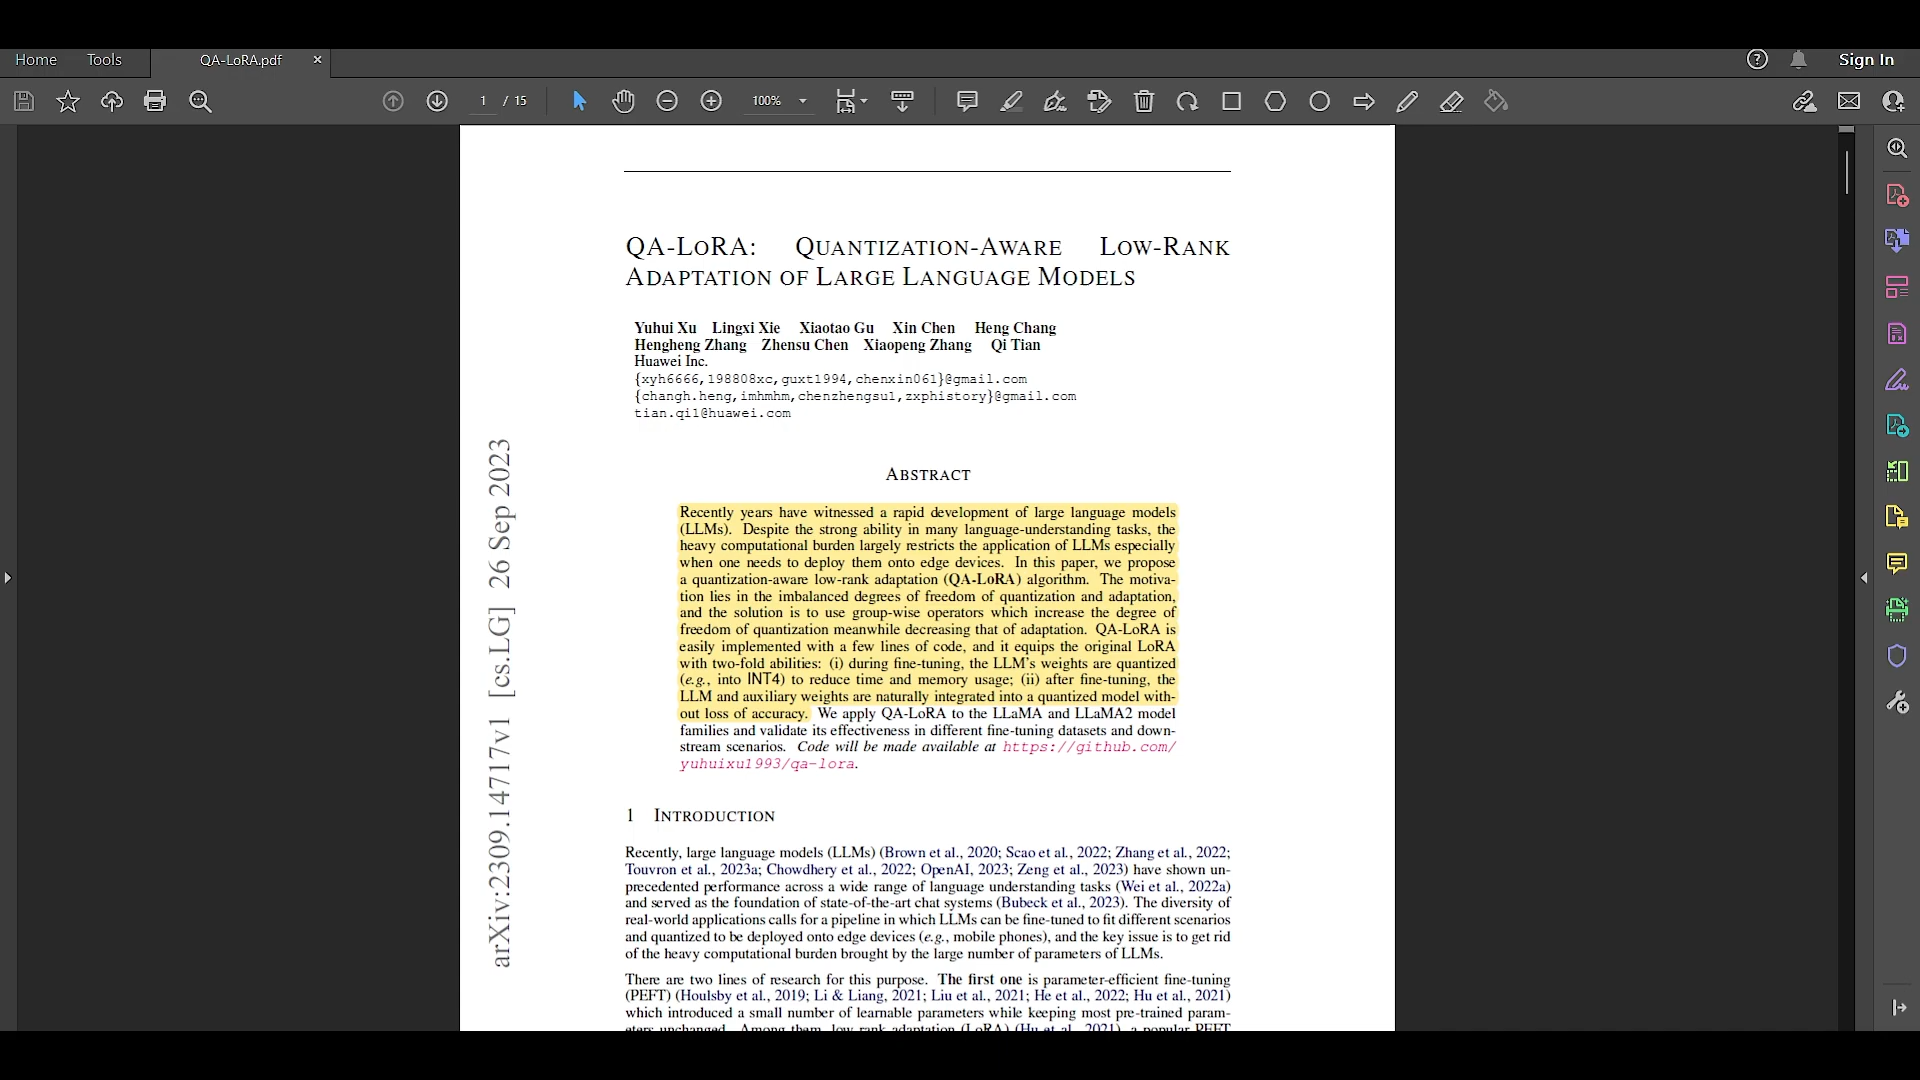 Home Tools QA-LoRA.pdf × Sign In
1 / 15 100%
QA-LORA: QUANTIZATION-AWARE LOW-RANK
ADAPTATION OF LARGE LANGUAGE MODELS
Yuhui Xu Lingxi Xie Xiaotao Gu Xin Chen Heng Chang
Hengheng Zhang Zhensu Chen Xiaopeng Zhang Qi Tian
Huawei Inc.
{xyh6666,198808xc,guxt1994,chenxin061}@gmail.com
{changh.heng,imhmhm,chenzhengsu1,zxphistory}@gmail.com
tian.qi1@huawei.com
arXiv:2309.14717v1 [cs.LG] 26 Sep 2023
ABSTRACT
Recently years have witnessed a rapid development of large language models
(LLMs). Despite the strong ability in many language-understanding tasks, the
heavy computational burden largely restricts the application of LLMs especially
when one needs to deploy them onto edge devices. In this paper, we propose
a quantization-aware low-rank adaptation (QA-LoRA) algorithm. The motiva-
tion lies in the imbalanced degrees of freedom of quantization and adaptation,
and the solution is to use group-wise operators which increase the degree of
freedom of quantization meanwhile decreasing that of adaptation. QA-LoRA is
easily implemented with a few lines of code, and it equips the original LoRA
with two-fold abilities: (i) during fine-tuning, the LLM's weights are quantized
(e.g., into INT4) to reduce time and memory usage; (ii) after fine-tuning, the
LLM and auxiliary weights are naturally integrated into a quantized model with-
out loss of accuracy. We apply QA-LoRA to the LLaMA and LLaMA2 model
families and validate its effectiveness in different fine-tuning datasets and down-
stream scenarios. Code will be made available at https://github.com/
yuhuixu1993/qa-lora.
1 INTRODUCTION
Recently, large language models (LLMs) (Brown et al., 2020; Scao et al., 2022; Zhang et al., 2022;
Touvron et al., 2023a; Chowdhery et al., 2022; OpenAI, 2023; Zeng et al., 2023) have shown un-
precedented performance across a wide range of language understanding tasks (Wei et al., 2022a)
and served as the foundation of state-of-the-art chat systems (Bubeck et al., 2023). The diversity of
real-world applications calls for a pipeline in which LLMs can be fine-tuned to fit different scenarios
and quantized to be deployed onto edge devices (e.g., mobile phones), and the key issue is to get rid
of the heavy computational burden brought by the large number of parameters of LLMs.
There are two lines of research for this purpose. The first one is parameter-efficient fine-tuning
(PEFT) (Houlsby et al., 2019; Li & Liang, 2021; Liu et al., 2021; He et al., 2022; Hu et al., 2021)
which introduced a small number of learnable parameters while keeping most pre-trained param-
eters unchanged. Among them, low-rank adaptation (LoRA) (Hu et al., 2021), a popular PEFT